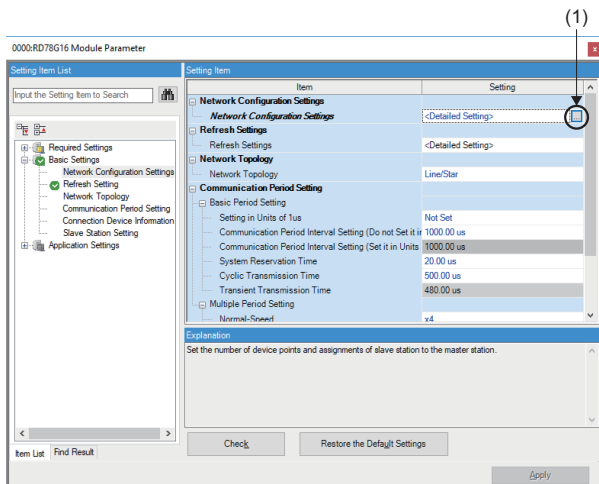 (1)
0000:RD78G16 Module Parameter
Setting Item List
Input the Setting Item to Search
Required Settings
Basic Settings
Network Configuration Settings
Refresh Setting
Network Topology
Communication Period Setting
Connection Device Information
Slave Station Setting
Application Settings
Item List Find Result
Setting Item
Item Setting
Network Configuration Settings
Network Configuration Settings <Detailed Setting> ...
Refresh Settings
Refresh Settings <Detailed Setting>
Network Topology
Network Topology Line/Star
Communication Period Setting
Basic Period Setting
Setting in Units of 1us Not Set
Communication Period Interval Setting (Do not Set it ir 1000.00 us
Communication Period Interval Setting (Set it in Units 1000.00 us
System Reservation Time 20.00 us
Cyclic Transmission Time 500.00 us
Transient Transmission Time 480.00 us
Multiple Period Setting
Normal-Speed x4
Explanation
Set the number of device points and assignments of slave station to the master station.
Check Restore the Default Settings
Apply